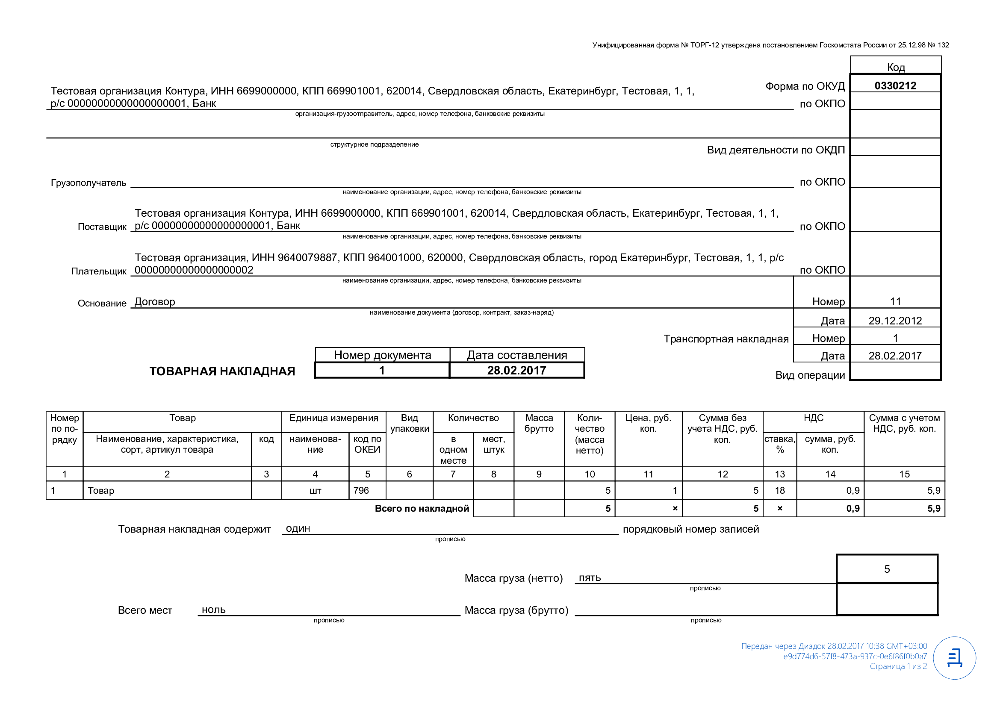 Унифицированная форма № ТОРГ-12 утверждена постановлением Госкомстата России от 25.12.98 № 132
Код
Форма по ОКУД 0330212
Тестовая организация Контура, ИНН 6699000000, КПП 669901001, 620014, Свердловская область, Екатеринбург, Тестовая, 1, 1,
р/с 00000000000000000001, Банк
по ОКПО
организация-грузоотправитель, адрес, номер телефона, банковские реквизиты
структурное подразделение
Вид деятельности по ОКДП
Грузополучатель
по ОКПО
наименование организации, адрес, номер телефона, банковские реквизиты
Тестовая организация Контура, ИНН 6699000000, КПП 669901001, 620014, Свердловская область, Екатеринбург, Тестовая, 1, 1,
Поставщик р/с 00000000000000000001, Банк
по ОКПО
наименование организации, адрес, номер телефона, банковские реквизиты
Тестовая организация, ИНН 9640079887, КПП 964001000, 620000, Свердловская область, город Екатеринбург, Тестовая, 1, 1, р/с
Плательщик 00000000000000000002
по ОКПО
наименование организации, адрес, номер телефона, банковские реквизиты
Основание Договор
Номер 11
наименование документа (договор, контракт, заказ-наряд)
Дата 29.12.2012
Транспортная накладная Номер 1
Дата 28.02.2017
Номер документа Дата составления
ТОВАРНАЯ НАКЛАДНАЯ 1 28.02.2017
Вид операции
Номер по по-рядку
Товар
Единица измерения
Вид упаковки
Количество
Масса брутто
Коли-чество (масса нетто)
Цена, руб. коп.
Сумма без учета НДС, руб. коп.
НДС
Сумма с учетом НДС, руб. коп.
Наименование, характеристика, сорт, артикул товара
код
наименова-ние
код по ОКЕИ
в одном месте
мест, штук
ставка, %
сумма, руб. коп.
1 2 3 4 5 6 7 8 9 10 11 12 13 14 15
1 Товар шт 796 5 1 5 18 0,9 5,9
Всего по накладной 5 × 5 × 0,9 5,9
Товарная накладная содержит один порядковый номер записей
прописью
5
Масса груза (нетто) пять
прописью
Всего мест ноль Масса груза (брутто)
прописью прописью
Передан через Диадок 28.02.2017 10:38 GMT+03:00
e9d774d6-57f8-473a-937c-0e6f86f0b0a7
Страница 1 из 2